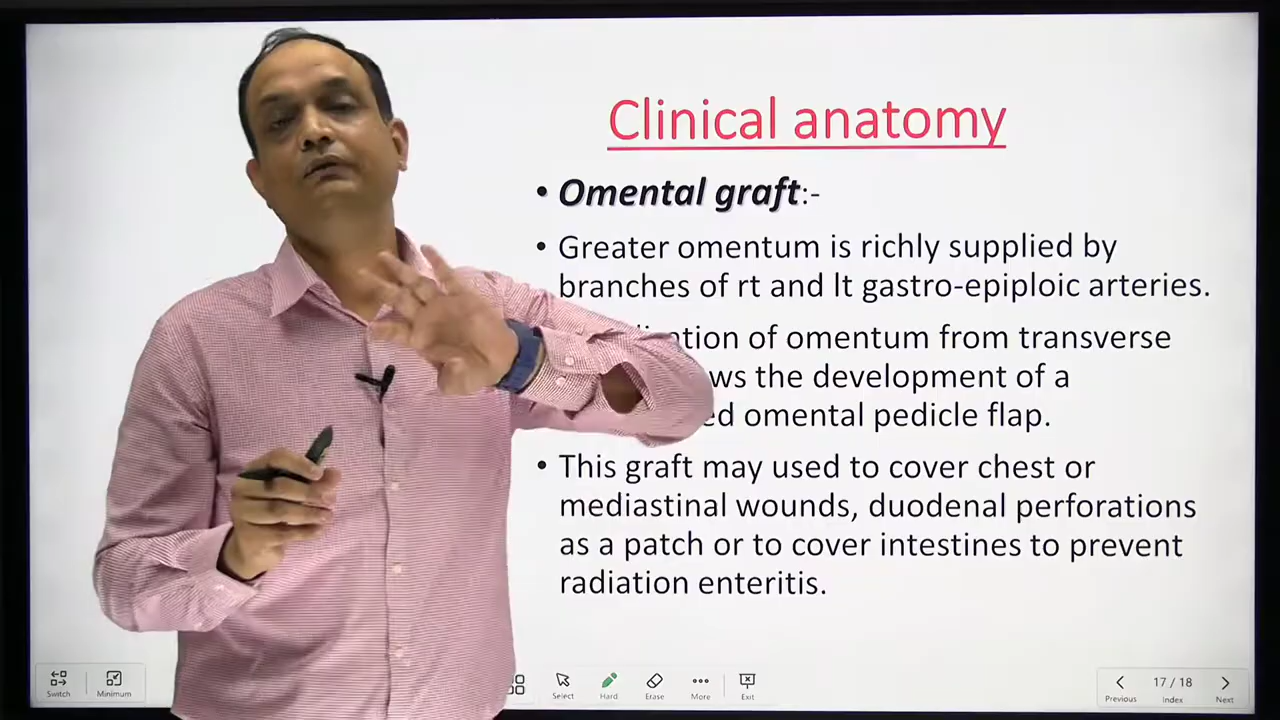 Clinical anatomy
• Omental graft:-
• Greater omentum is richly supplied by
branches of rt and lt gastro-epiploic arteries.
of omentum from transverse
the development of a
omental pedicle flap.
• This graft may used to cover chest or
mediastinal wounds, duodenal perforations
as a patch or to cover intestines to prevent
radiation enteritis.
Switch
Minimum
Select
Hard
Erase
More
Exit
Previous
17 / 18
Index
Next